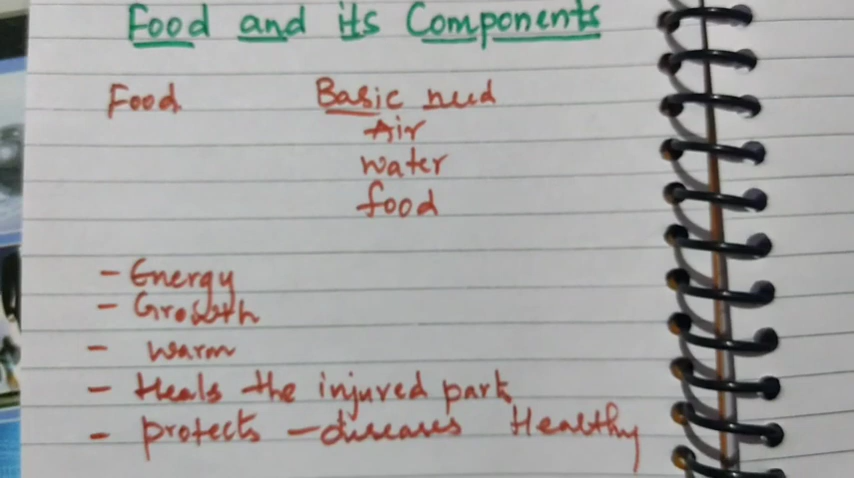 Food and its Components
Food Basic need
Air
water
food
- Energy
- Growth
- warm
- Heals the injured part
- protects - diseases Healthy